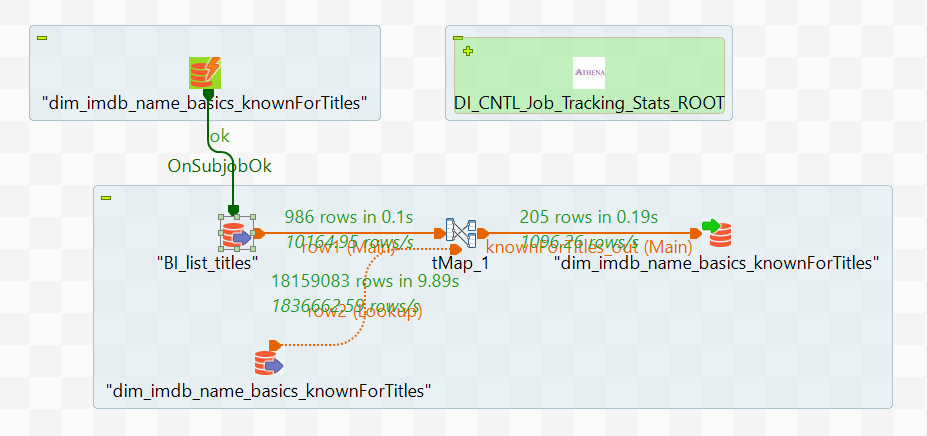 ATHENA
"dim_imdb_name_basics_knownForTitles"
DI_CNTL_Job_Tracking_Stats_ROOT
ok
OnSubjobOk
986 rows in 0.1s
205 rows in 0.19s
10164.95 rows/s
row1 (Main)
1096.26 rows/s
knownForTitles_out (Main)
"BI_list_titles"
tMap_1
"dim_imdb_name_basics_knownForTitles"
18159083 rows in 9.89s
1836662.59 rows/s
row2 (Lookup)
"dim_imdb_name_basics_knownForTitles"